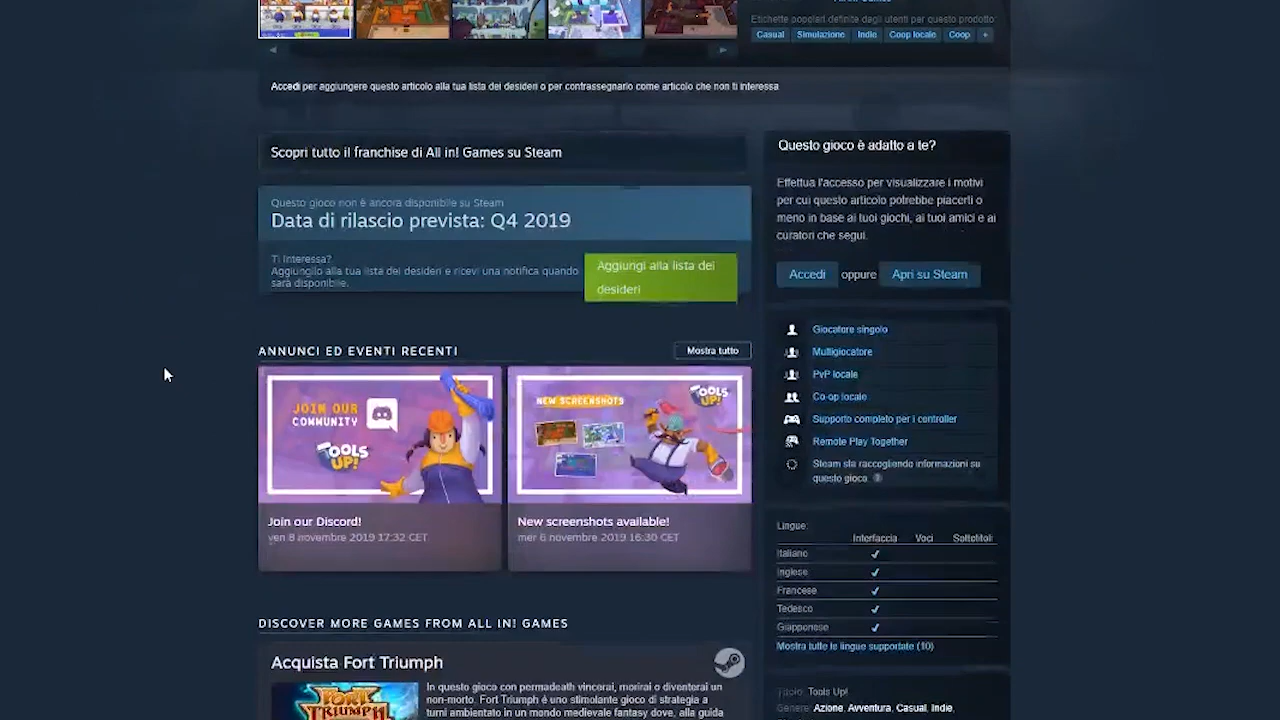 Etichette popolari definite dagli utenti per questo prodotto
Casual Simulazione Indie Coop locale Coop +
Accedi per aggiungere questo articolo alla tua lista dei desideri o per contrassegnarlo come articolo che non ti interessa
Scopri tutto il franchise di All in! Games su Steam
Questo gioco non è ancora disponibile su Steam
Data di rilascio prevista: Q4 2019
Ti interessa?
Aggiungilo alla tua lista dei desideri e ricevi una notifica quando
sarà disponibile.
Aggiungi alla lista dei
desideri
ANNUNCI ED EVENTI RECENTI
Mostra tutto
JOIN OUR
COMMUNITY
TOOLS
UP!
NEW SCREENSHOTS
TOOLS
UP!
Join our Discord!
ven 8 novembre 2019 17:32 CET
New screenshots available!
mer 6 novembre 2019 16:30 CET
DISCOVER MORE GAMES FROM ALL IN! GAMES
Acquista Fort Triumph
FORT
TRIUMPH
In questo gioco con permadeath vincerai, morirai o diventerai un
non-morto. Fort Triumph è uno stimolante gioco di strategia a
turni ambientato in un mondo medievale fantasy dove, alla guida
Questo gioco è adatto a te?
Effettua l'accesso per visualizzare i motivi
per cui questo articolo potrebbe piacerti o
meno in base ai tuoi giochi, ai tuoi amici e ai
curatori che segui.
Accedi oppure Apri su Steam
Giocatore singolo
Multigiocatore
PvP locale
Co-op locale
Supporto completo per i controller
Remote Play Together
Steam sta raccogliendo informazioni su
questo gioco ?
Lingue:
Interfaccia Voci Sottotitoli
Italiano ✔
Inglese ✔
Francese ✔
Tedesco ✔
Giapponese ✔
Mostra tutte le lingue supportate (10)
Titolo: Tools Up!
Genere: Azione, Avventura, Casual, Indie,